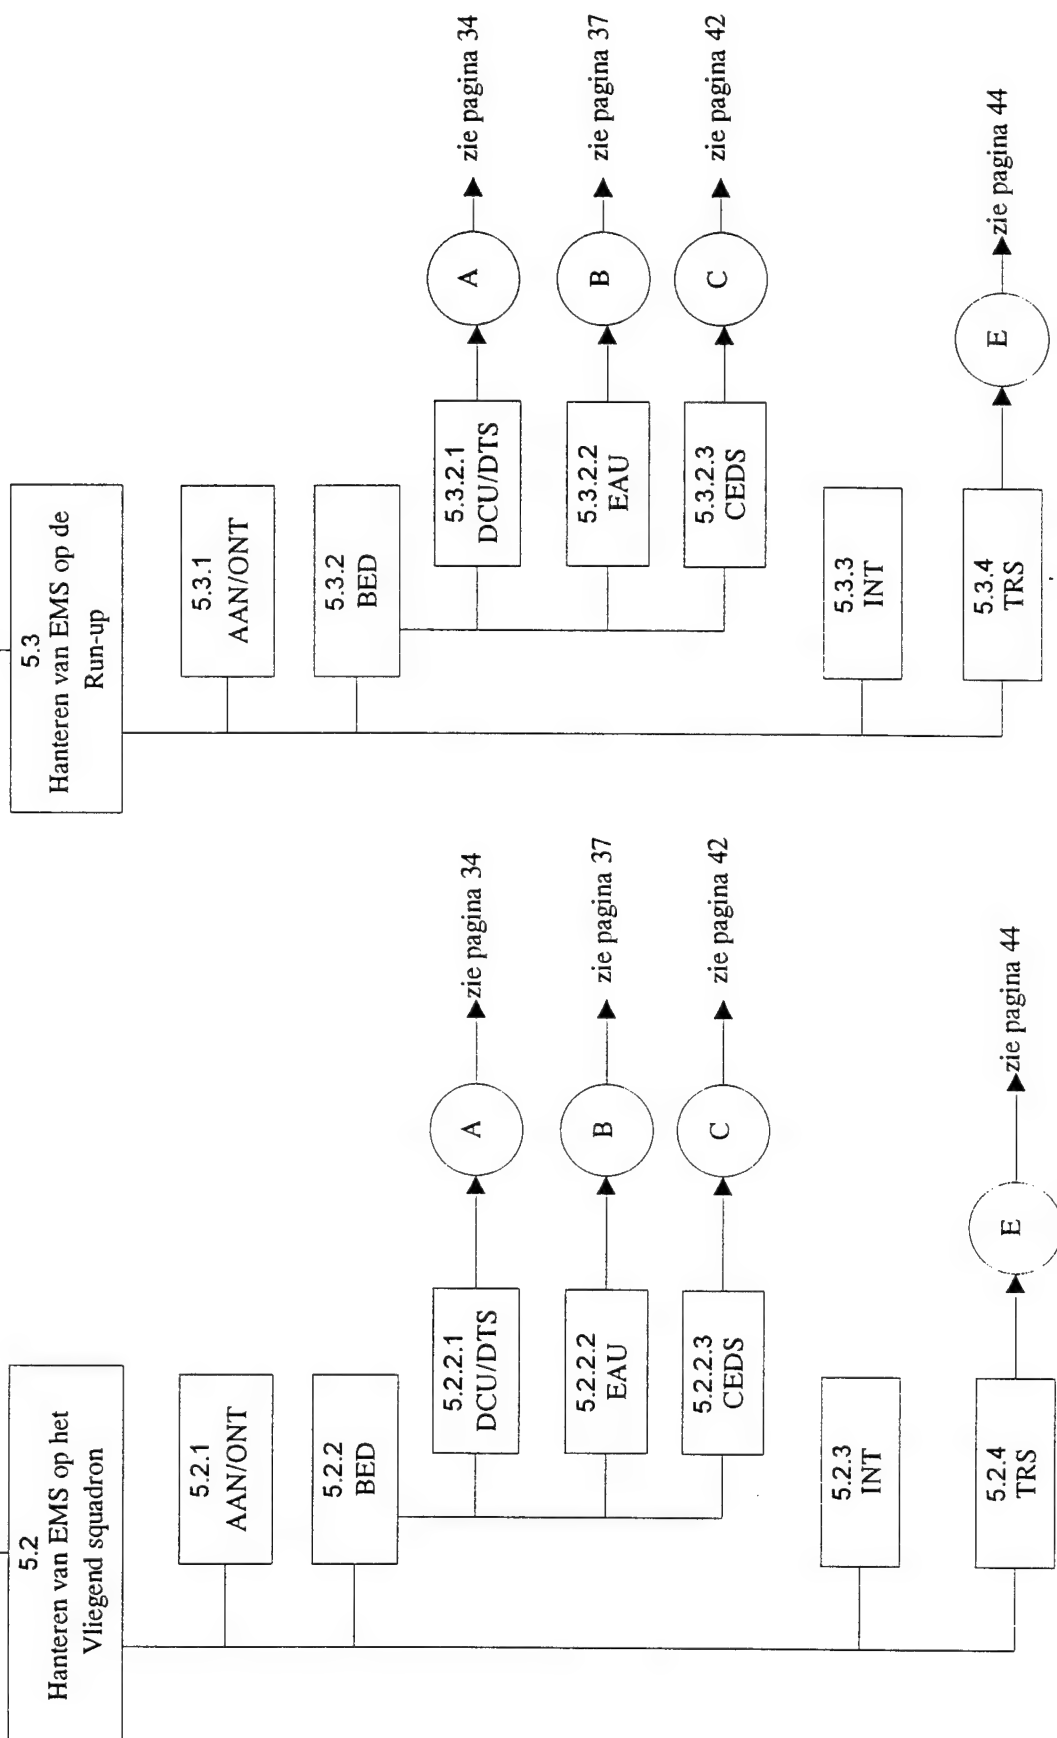 5.2
Hanteren van EMS op het
Vliegend squadron
5.2.1
AAN/ONT
5.2.2
BED
5.2.2.1
DCU/DTS
A
zie pagina 34
5.2.2.2
EAU
B
zie pagina 37
5.2.2.3
CEDS
C
zie pagina 42
5.2.3
INT
5.2.4
TRS
E
zie pagina 44
5.3
Hanteren van EMS op de
Run-up
5.3.1
AAN/ONT
5.3.2
BED
5.3.2.1
DCU/DTS
A
zie pagina 34
5.3.2.2
EAU
B
zie pagina 37
5.3.2.3
CEDS
C
zie pagina 42
5.3.3
INT
5.3.4
TRS
E
zie pagina 44